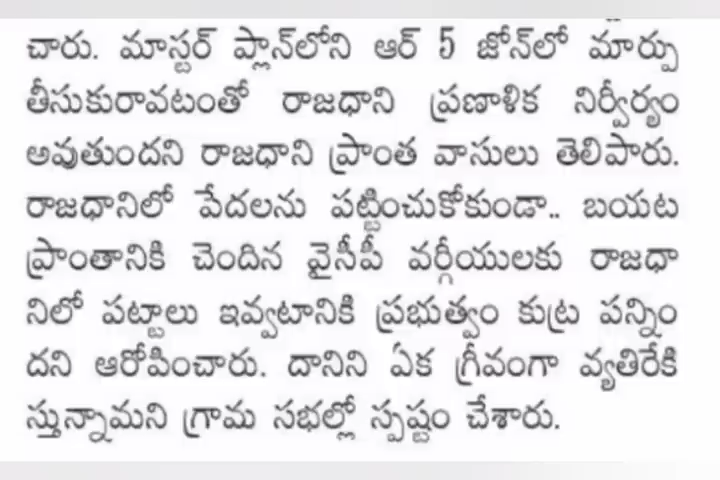 చారు. మాస్టర్ ప్లాన్‌లోని ఆర్ 5 జోన్‌లో మార్పు
తీసుకురావటంతో రాజధాని ప్రణాళిక నిర్వీర్యం
అవుతుందని రాజధాని ప్రాంత వాసులు తెలిపారు.
రాజధానిలో పేదలను పట్టించుకోకుండా.. బయట
ప్రాంతానికి చెందిన వైసీపీ వర్గీయులకు రాజధా
నిలో పట్టాలు ఇవ్వటానికి ప్రభుత్వం కుట్ర పన్నిం
దని ఆరోపించారు. దానిని ఏక గ్రీవంగా వ్యతిరేకి
స్తున్నామని గ్రామ సభల్లో స్పష్టం చేశారు.